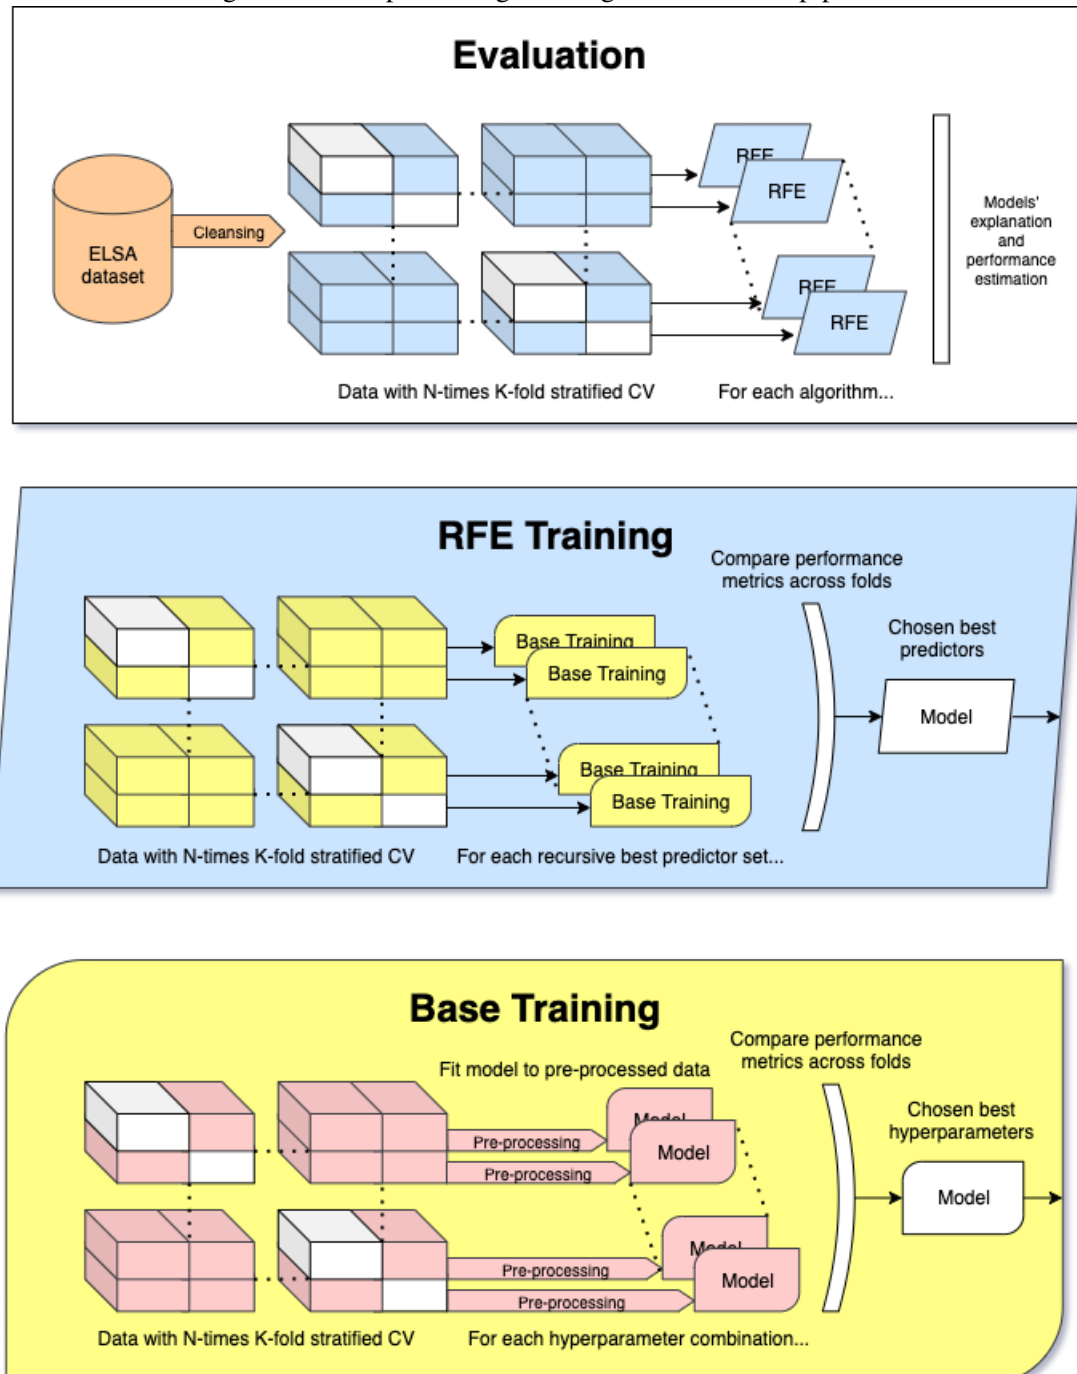 Evaluation
ELSA
dataset
Cleansing
RFE
RFE
RFE
RFE
Models'
explanation
and
performance
estimation
Data with N-times K-fold stratified CV
For each algorithm...
RFE Training
Compare performance
metrics across folds
Base Training
Base Training
Base Training
Base Training
Chosen best
predictors
Model
Data with N-times K-fold stratified CV
For each recursive best predictor set...
Base Training
Compare performance
metrics across folds
Fit model to pre-processed data
Pre-processing
Pre-processing
Model
Model
Pre-processing
Pre-processing
Model
Model
Chosen best
hyperparameters
Model
Data with N-times K-fold stratified CV
For each hyperparameter combination...